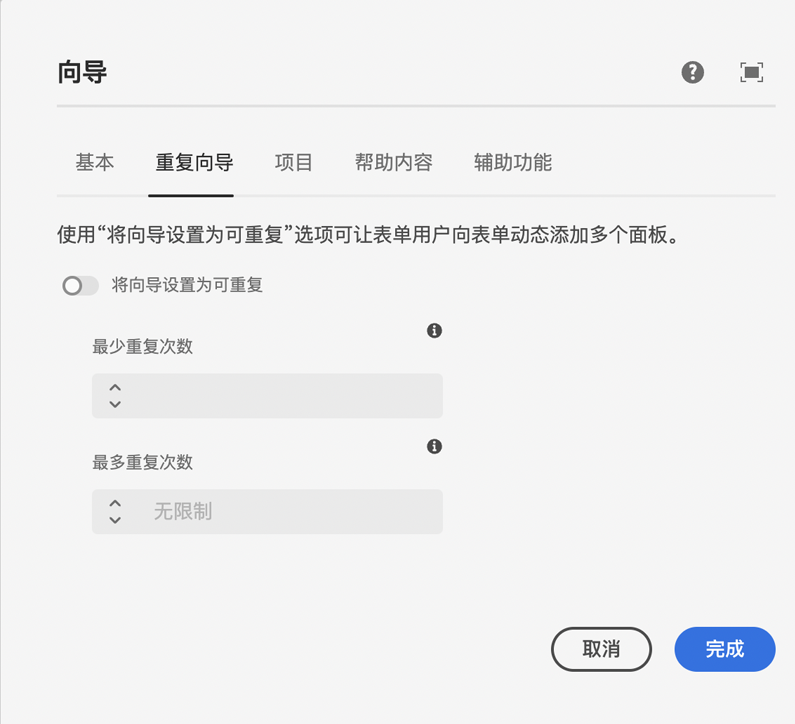 向导
基本 重复向导 项目 帮助内容 辅助功能
使用“将向导设置为可重复”选项可让表单用户向表单动态添加多个面板。
将向导设置为可重复
最少重复次数
最多重复次数
无限制
取消 完成